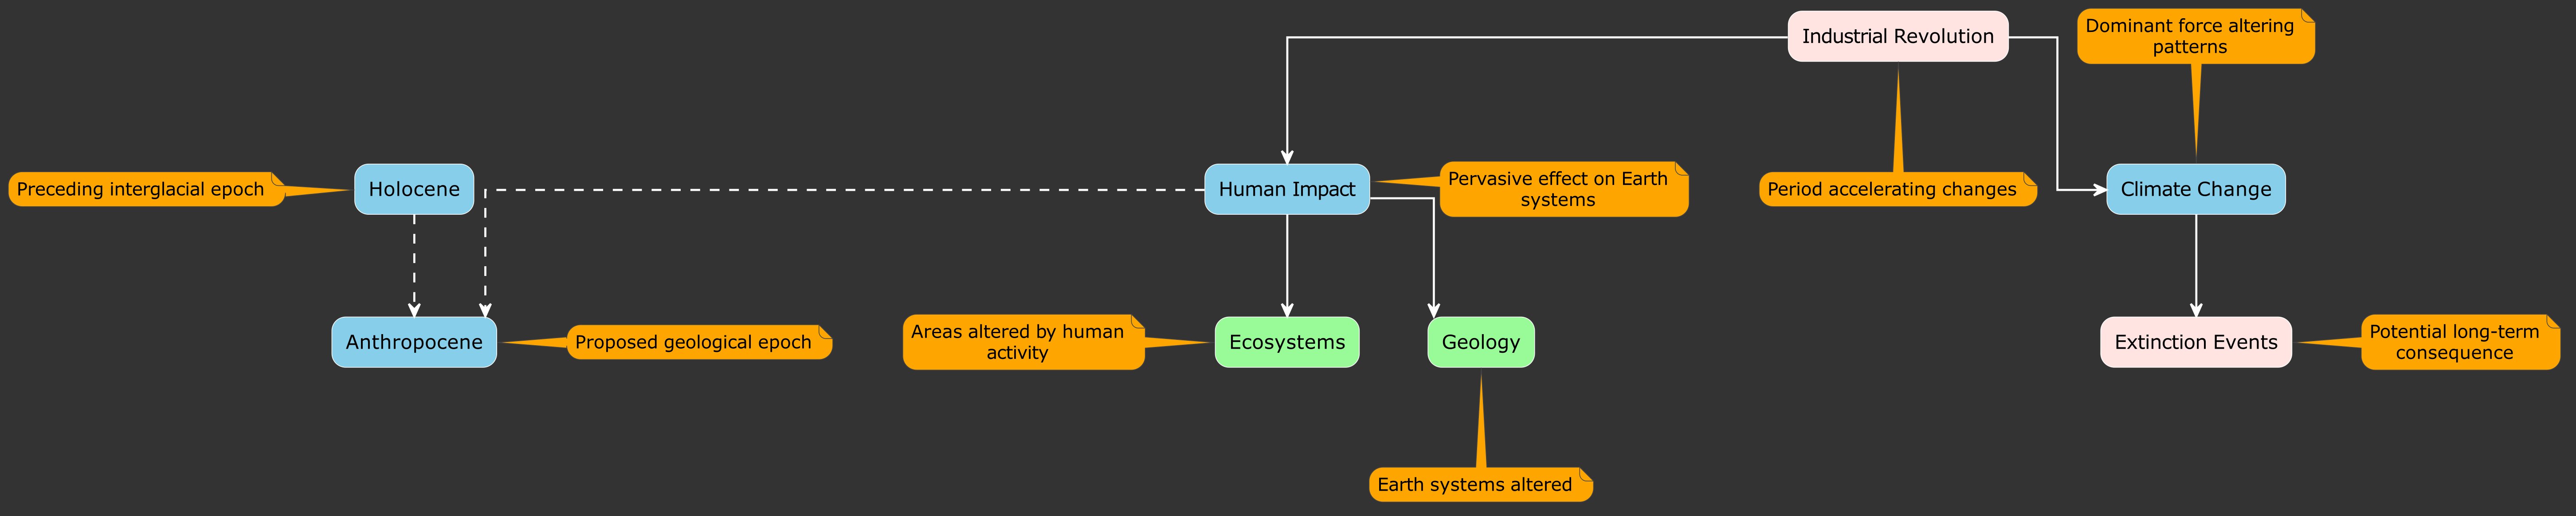 Industrial Revolution
Dominant force altering
patterns
Preceding interglacial epoch
Holocene
Human Impact
Pervasive effect on Earth
systems
Period accelerating changes
Climate Change
Anthropocene
Proposed geological epoch
Areas altered by human
activity
Ecosystems
Geology
Extinction Events
Potential long-term
consequence
Earth systems altered